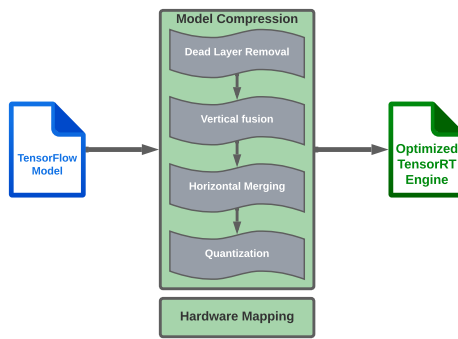 Model Compression
Dead Layer Removal
Vertical fusion
Horizontal Merging
Quantization
TensorFlow
Model
Optimized
TensorRT
Engine
Hardware Mapping